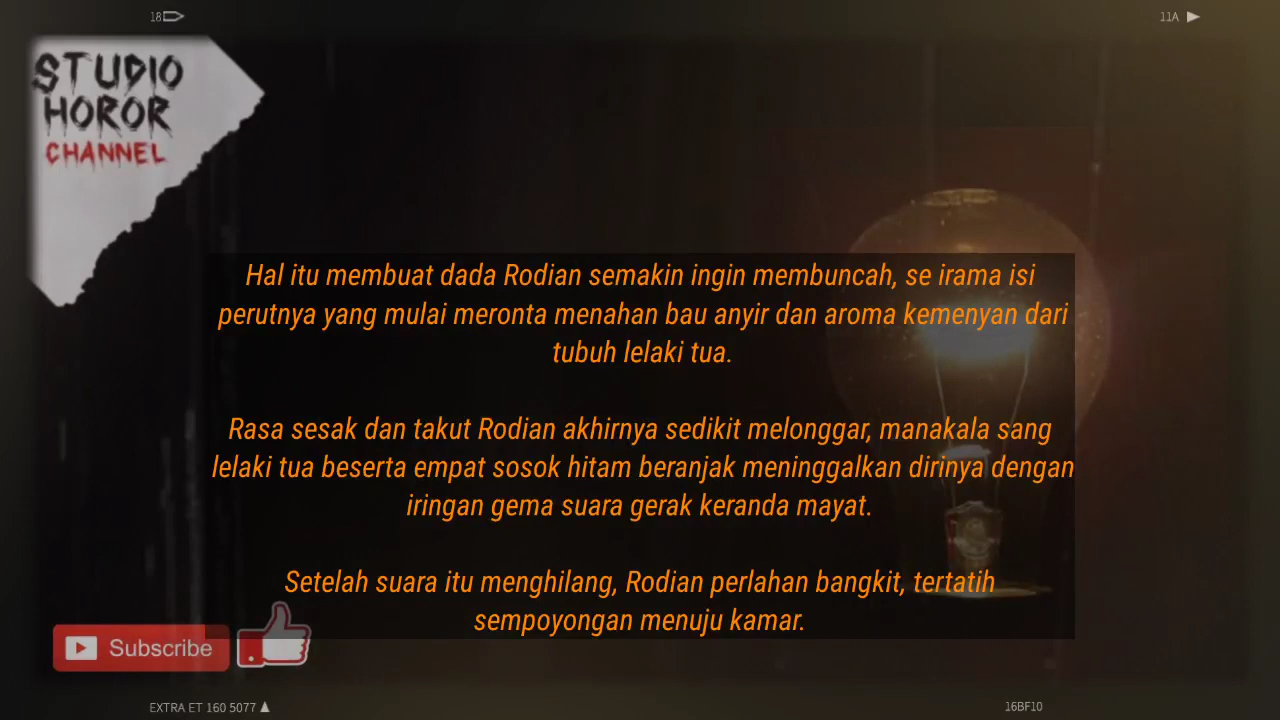 18
11A
STUDIO
HOROR
CHANNEL
Hal itu membuat dada Rodian semakin ingin membuncah, se irama isi
perutnya yang mulai meronta menahan bau anyir dan aroma kemenyan dari
tubuh lelaki tua.
Rasa sesak dan takut Rodian akhirnya sedikit melonggar, manakala sang
lelaki tua beserta empat sosok hitam beranjak meninggalkan dirinya dengan
iringan gema suara gerak keranda mayat.
Setelah suara itu menghilang, Rodian perlahan bangkit, tertatih
sempoyongan menuju kamar.
Subscribe
EXTRA ET 160 5077
16BF10